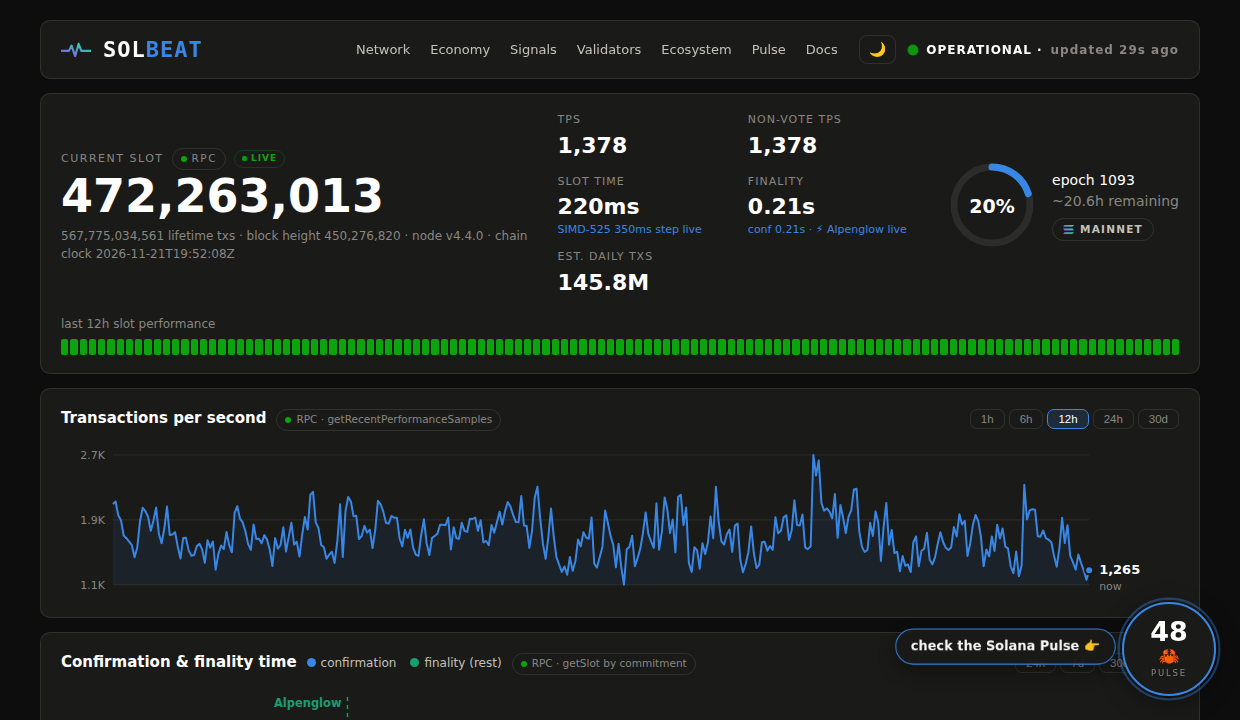 SOLBEAT
Network Economy Signals Validators Ecosystem Pulse Docs
OPERATIONAL · updated 29s ago
CURRENT SLOT RPC LIVE
472,263,013
567,775,034,561 lifetime txs · block height 450,276,820 · node v4.4.0 · chain
clock 2026-11-21T19:52:08Z
TPS
1,378
NON-VOTE TPS
1,378
SLOT TIME
220ms
SIMD-525 350ms step live
FINALITY
0.21s
conf 0.21s · ⚡ Alpenglow live
EST. DAILY TXS
145.8M
20%
epoch 1093
~20.6h remaining
MAINNET
last 12h slot performance
Transactions per second RPC · getRecentPerformanceSamples
1h 6h 12h 24h 30d
2.7K
1.9K
1.1K
1,265
now
Confirmation & finality time confirmation finality (rest) RPC · getSlot by commitment
Alpenglow
check the Solana Pulse 👉
48
🦀
PULSE